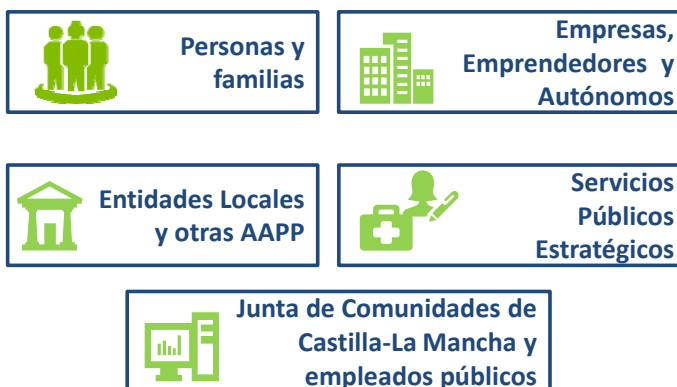 Personas y
familias
Empresas,
Emprendedores y
Autónomos
Entidades Locales
y otras AAPP
Servicios
Públicos
Estratégicos
Junta de Comunidades de
Castilla-La Mancha y
empleados públicos